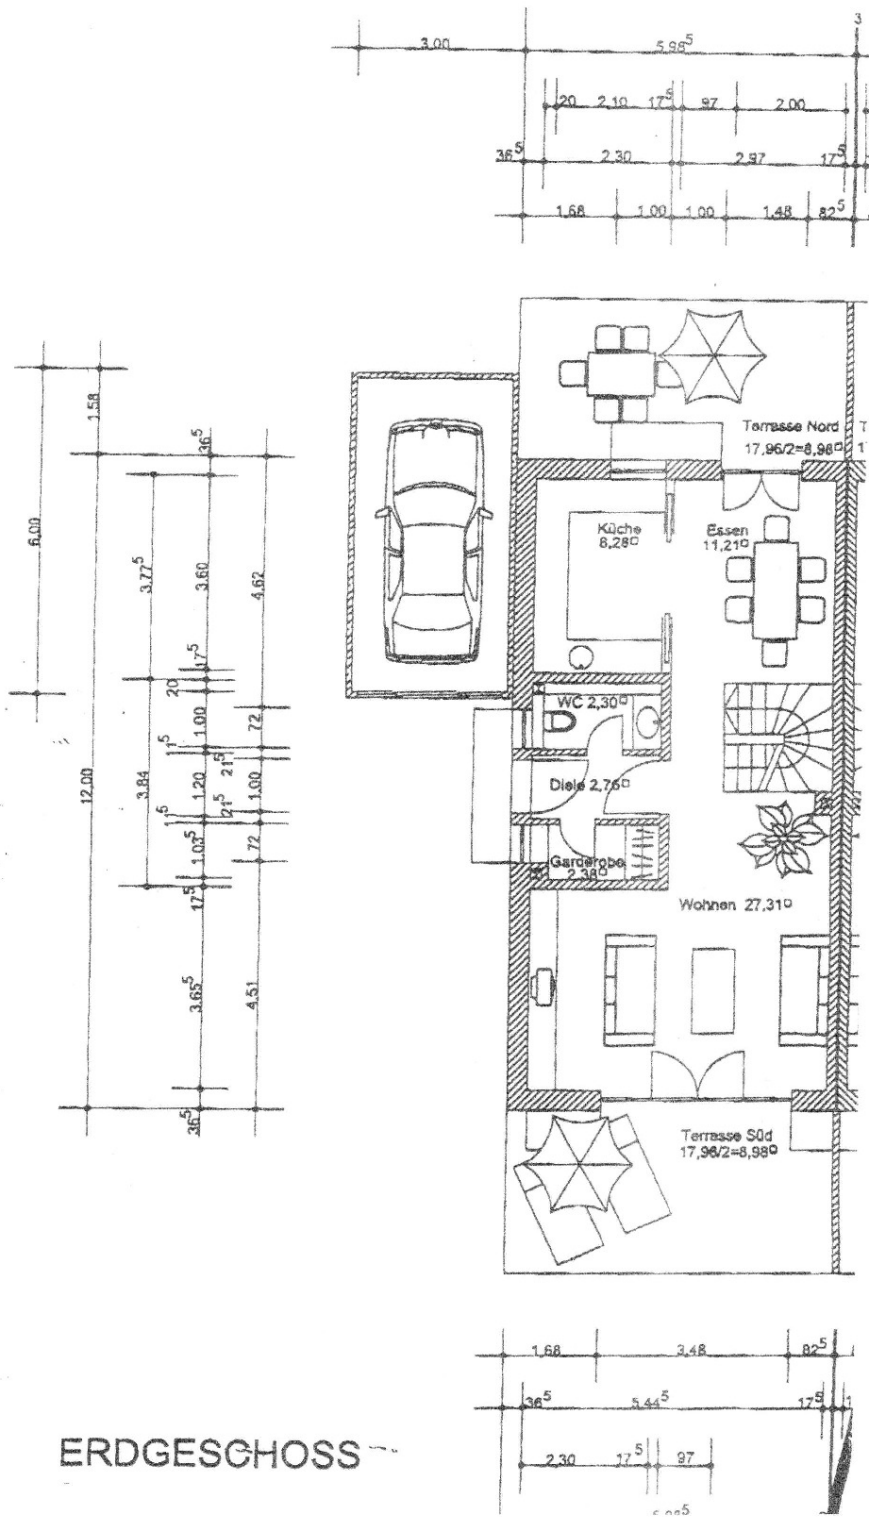 3
3,00 5,98⁵
20 2,10 17⁵ 97 2,00
36⁵ 2,30 2,97 17⁵
1,68 1,00 1,00 1,48 82⁵
1,58
36⁵
6,00
3,77⁵
3,60
4,62
17⁵
20
1,00
72
11⁵
21⁵
12,00
3,84
1,20
1,00
11⁵
21⁵
1,03⁵
72
17⁵
3,65⁵
4,51
36⁵
Terrasse Nord T
17,96/2=8,98□ 1
Küche
8,28□
Essen
11,21□
WC 2,30□
Diele 2,76□
Garderobe
2,38□
Wohnen 27,31□
Terrasse Süd
17,96/2=8,98□
1,68 3,48 82⁵
36⁵ 5,44⁵ 17⁵ 1
2,30 17⁵ 97
ERDGESCHOSS